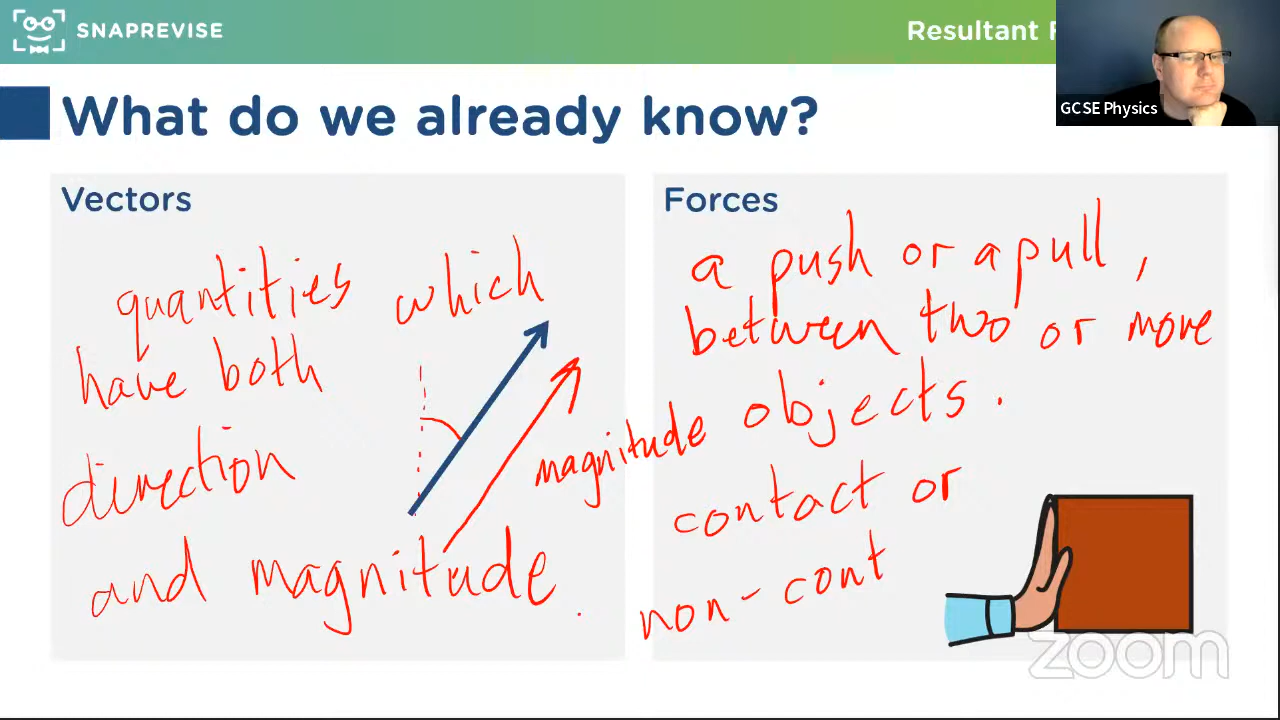 SNAPREVISE
Resultant
GCSE Physics
What do we already know?
Vectors
quantities which
have both
direction
and magnitude.
magnitude
Forces
a push or a pull,
between two or more
objects.
contact or
non-cont
zoom